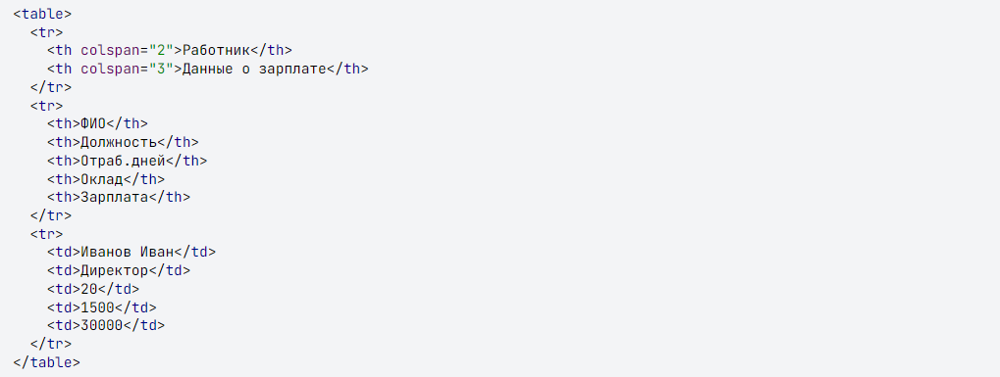 <table>
  <tr>
    <th colspan="2">Работник</th>
    <th colspan="3">Данные о зарплате</th>
  </tr>
  <tr>
    <th>ФИО</th>
    <th>Должность</th>
    <th>Отраб.дней</th>
    <th>Оклад</th>
    <th>Зарплата</th>
  </tr>
  <tr>
    <td>Иванов Иван</td>
    <td>Директор</td>
    <td>20</td>
    <td>1500</td>
    <td>30000</td>
  </tr>
</table>